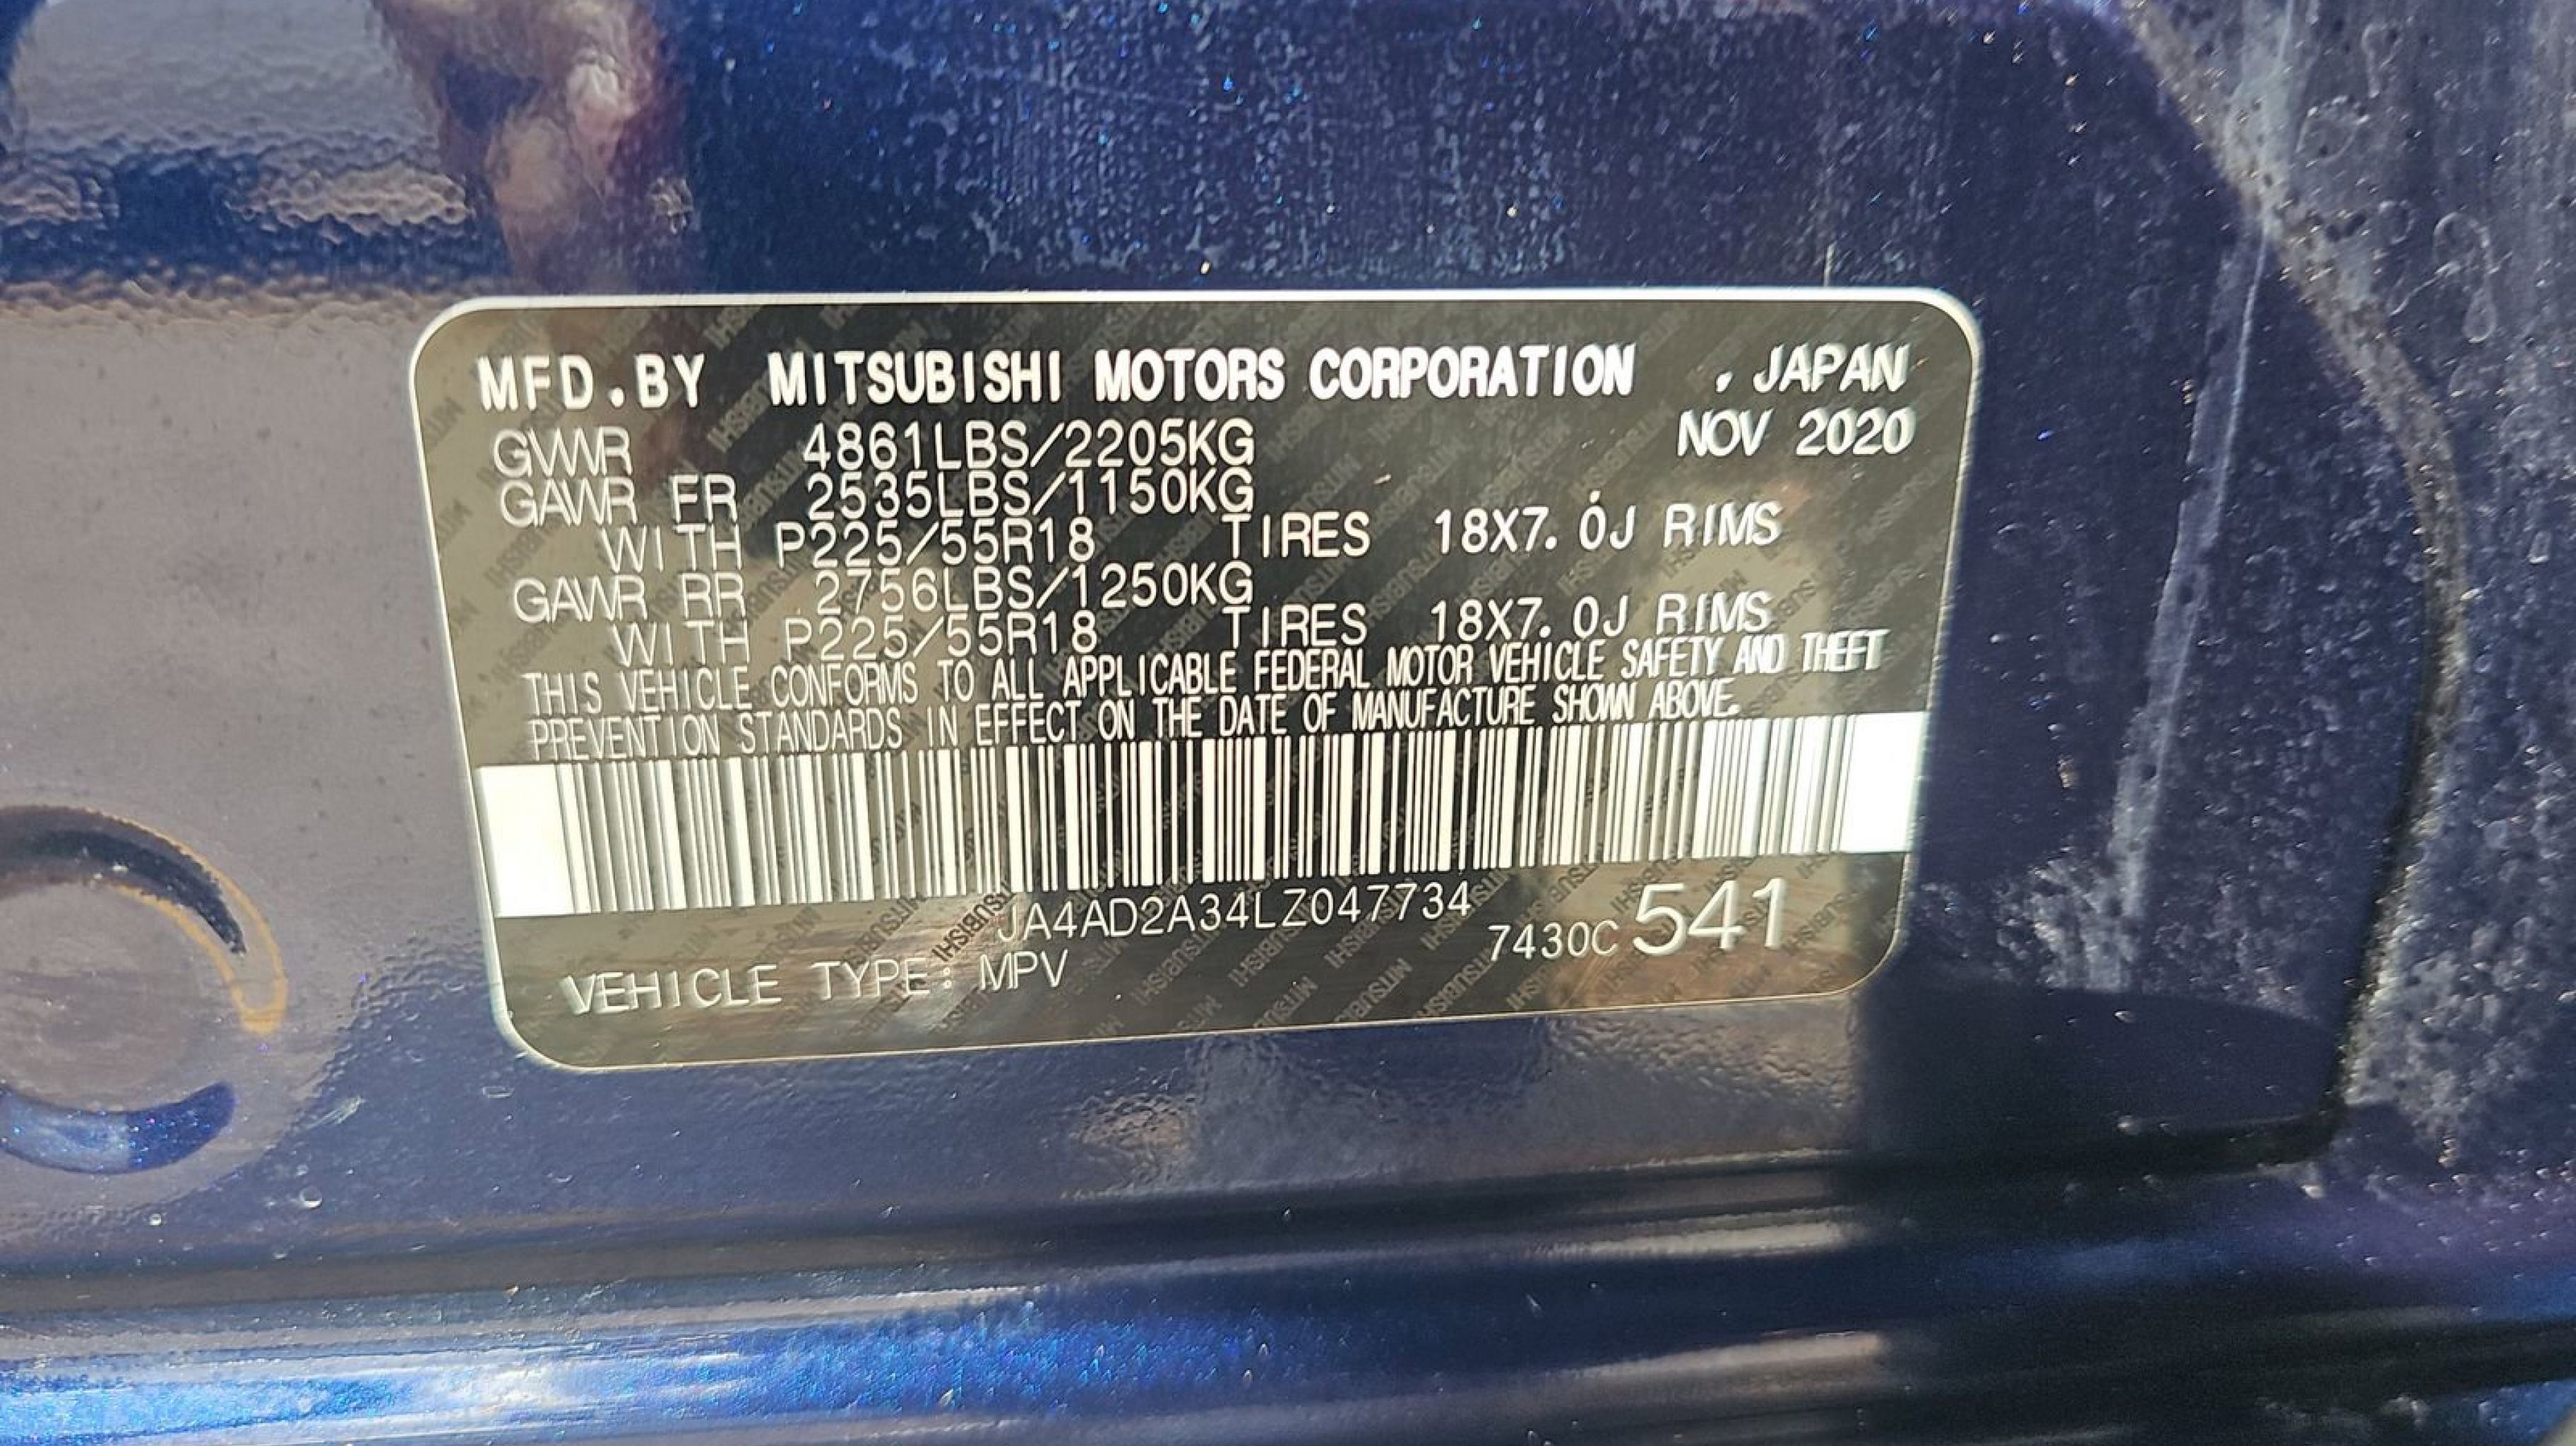 MFD.BY MITSUBISHI MOTORS CORPORATION , JAPAN
NOV 2020
GVWR 4861LBS/2205KG
GAWR FR 2535LBS/1150KG
WITH P225/55R18 TIRES 18X7.0J RIMS
GAWR RR 2756LBS/1250KG
WITH P225/55R18 TIRES 18X7.0J RIMS
THIS VEHICLE CONFORMS TO ALL APPLICABLE FEDERAL MOTOR VEHICLE SAFETY AND THEFT
PREVENTION STANDARDS IN EFFECT ON THE DATE OF MANUFACTURE SHOWN ABOVE.
JA4AD2A34LZ047734
7430C 541
VEHICLE TYPE: MPV